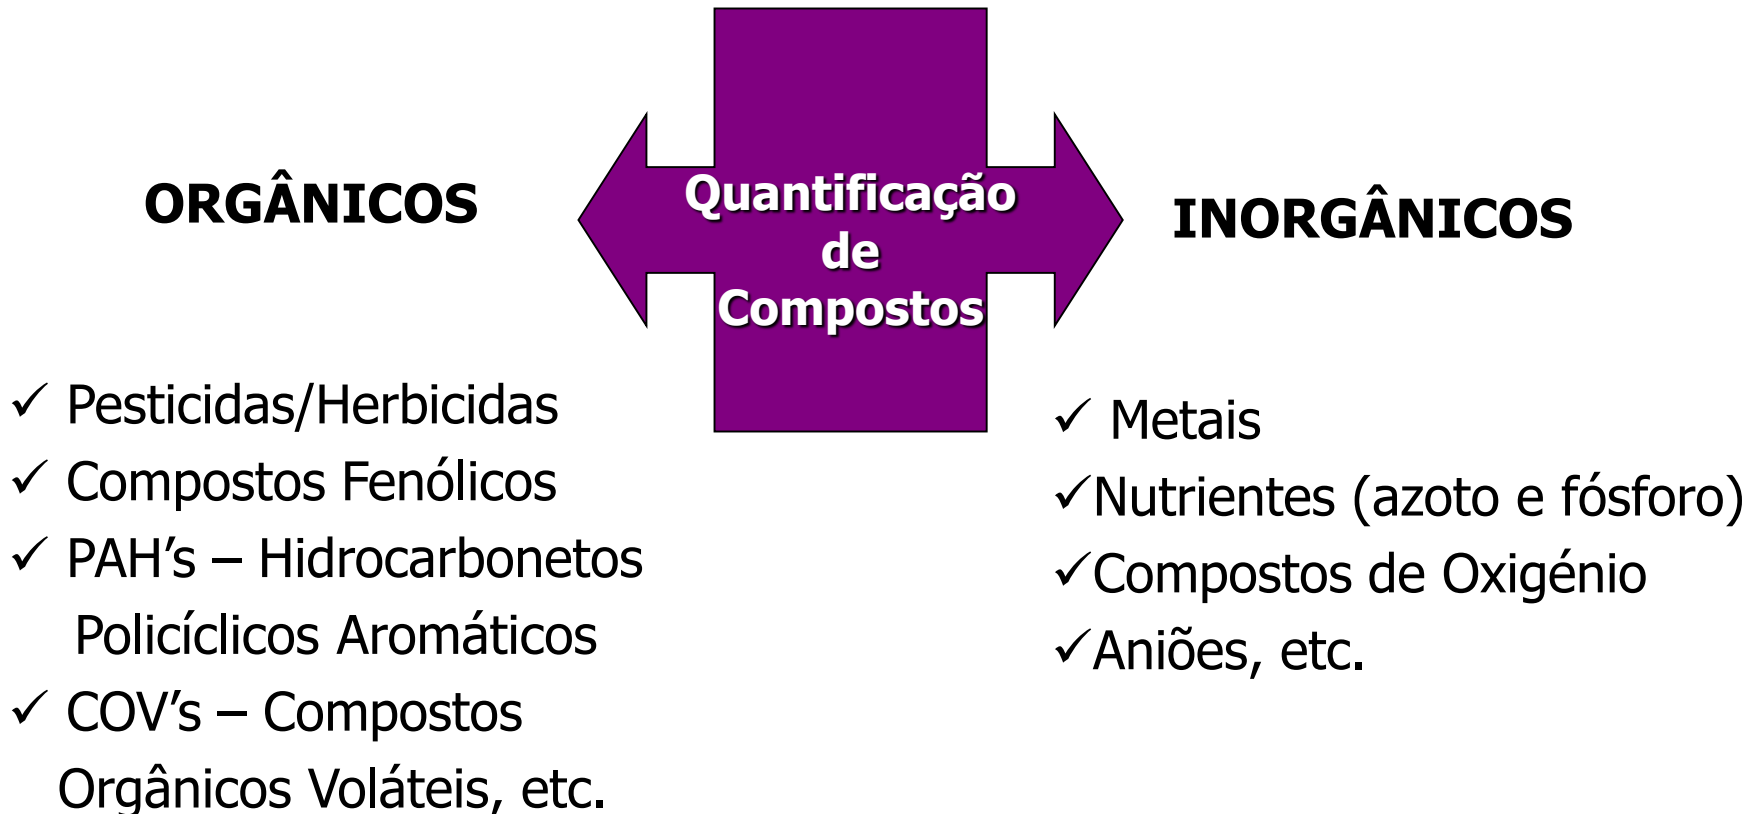 ORGÂNICOS
Quantificação
de
Compostos
INORGÂNICOS
✓ Pesticidas/Herbicidas
✓ Compostos Fenólicos
✓ PAH’s – Hidrocarbonetos
Policíclicos Aromáticos
✓ COV’s – Compostos
Orgânicos Voláteis, etc.
✓ Metais
✓Nutrientes (azoto e fósforo)
✓Compostos de Oxigénio
✓Aniões, etc.